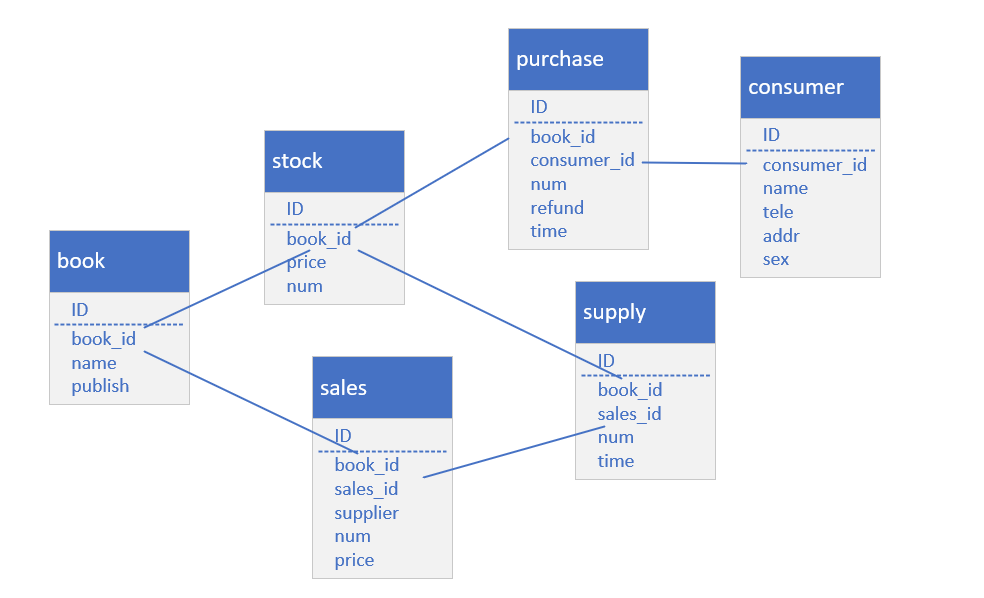 purchase
ID
book_id
consumer_id
num
refund
time
consumer
ID
consumer_id
name
tele
addr
sex
stock
ID
book_id
price
num
book
ID
book_id
name
publish
supply
ID
book_id
sales_id
num
time
sales
ID
book_id
sales_id
supplier
num
price